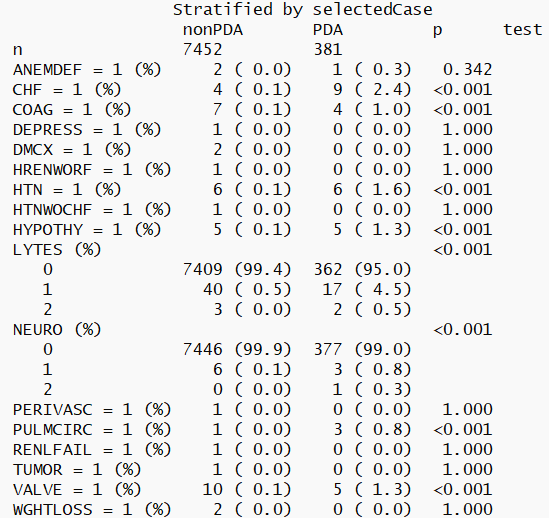 Stratified by selectedCase
nonPDA PDA p test
n 7452 381
ANEMDEF = 1 (%) 2 ( 0.0) 1 ( 0.3) 0.342
CHF = 1 (%) 4 ( 0.1) 9 ( 2.4) <0.001
COAG = 1 (%) 7 ( 0.1) 4 ( 1.0) <0.001
DEPRESS = 1 (%) 1 ( 0.0) 0 ( 0.0) 1.000
DMCX = 1 (%) 2 ( 0.0) 0 ( 0.0) 1.000
HRENWORF = 1 (%) 1 ( 0.0) 0 ( 0.0) 1.000
HTN = 1 (%) 6 ( 0.1) 6 ( 1.6) <0.001
HTNWOCHF = 1 (%) 1 ( 0.0) 0 ( 0.0) 1.000
HYPOTHY = 1 (%) 5 ( 0.1) 5 ( 1.3) <0.001
LYTES (%) <0.001
0 7409 (99.4) 362 (95.0)
1 40 ( 0.5) 17 ( 4.5)
2 3 ( 0.0) 2 ( 0.5)
NEURO (%) <0.001
0 7446 (99.9) 377 (99.0)
1 6 ( 0.1) 3 ( 0.8)
2 0 ( 0.0) 1 ( 0.3)
PERIVASC = 1 (%) 1 ( 0.0) 0 ( 0.0) 1.000
PULMCIRC = 1 (%) 1 ( 0.0) 3 ( 0.8) <0.001
RENLFAIL = 1 (%) 1 ( 0.0) 0 ( 0.0) 1.000
TUMOR = 1 (%) 1 ( 0.0) 0 ( 0.0) 1.000
VALVE = 1 (%) 10 ( 0.1) 5 ( 1.3) <0.001
WGHTLOSS = 1 (%) 2 ( 0.0) 0 ( 0.0) 1.000